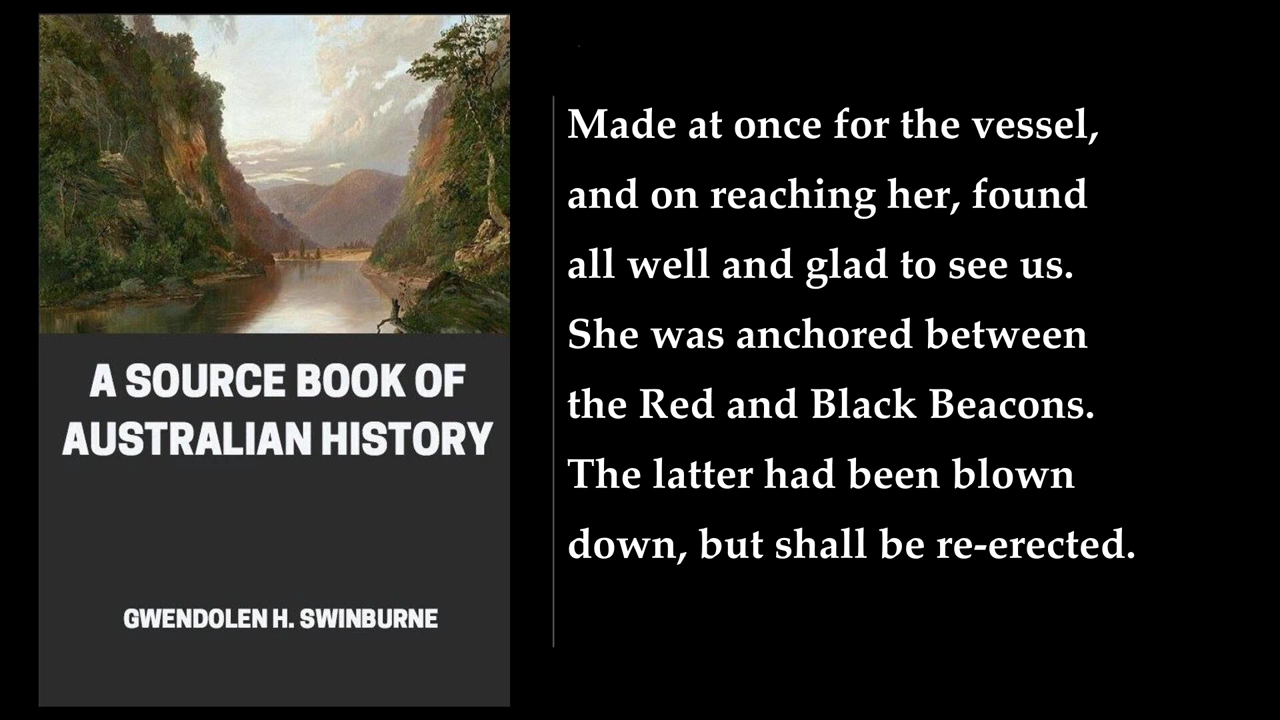 A SOURCE BOOK OF
AUSTRALIAN HISTORY
GWENDOLEN H. SWINBURNE
Made at once for the vessel,
and on reaching her, found
all well and glad to see us.
She was anchored between
the Red and Black Beacons.
The latter had been blown
down, but shall be re-erected.